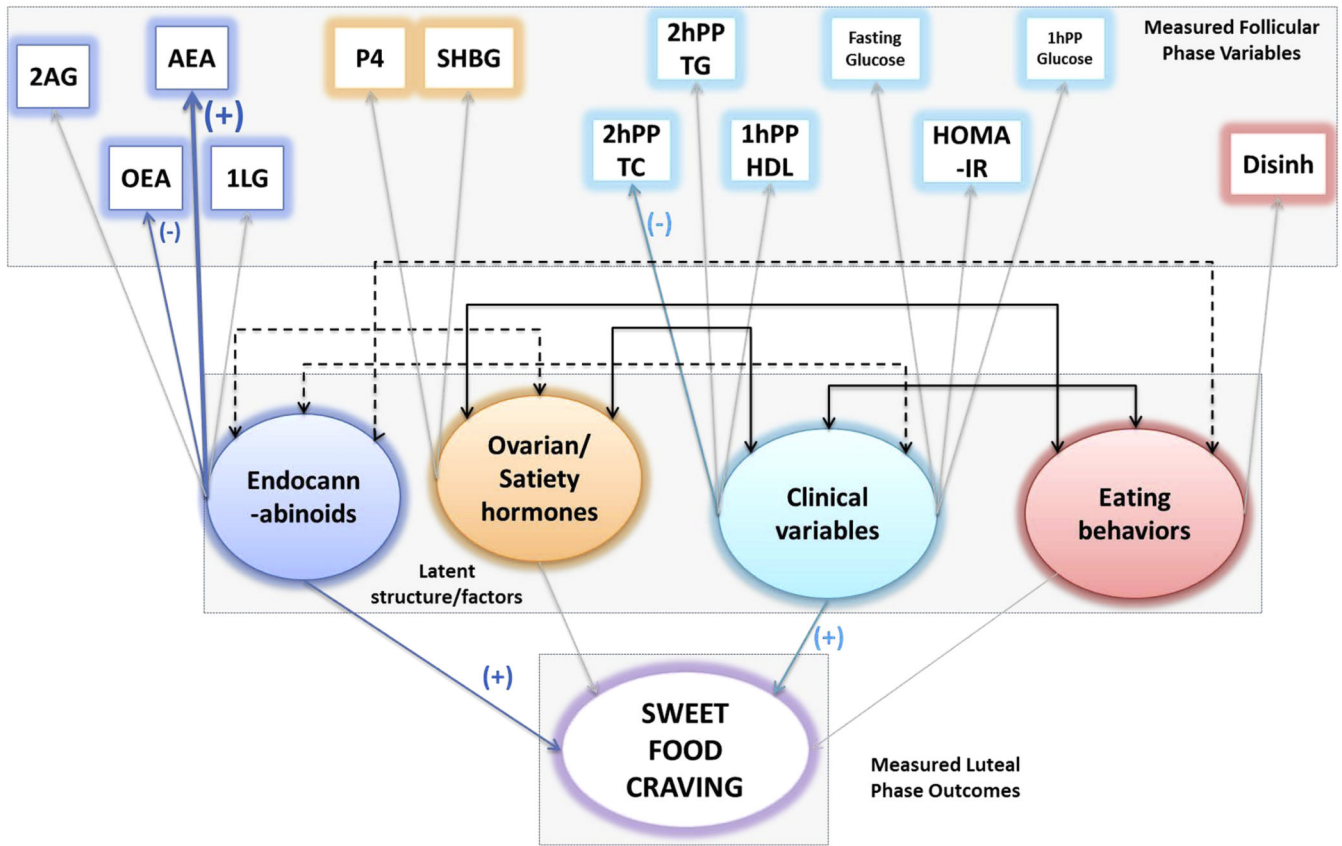 2AG
AEA
(+)
OEA
(-)
1LG
P4
SHBG
2hPP
TG
2hPP
TC
(-)
1hPP
HDL
Fasting
Glucose
HOMA
-IR
1hPP
Glucose
Measured Follicular
Phase Variables
Disinh
Endocann
-abinoids
Ovarian/
Satiety
hormones
Clinical
variables
Eating
behaviors
Latent
structure/factors
(+)
(+)
SWEET
FOOD
CRAVING
Measured Luteal
Phase Outcomes